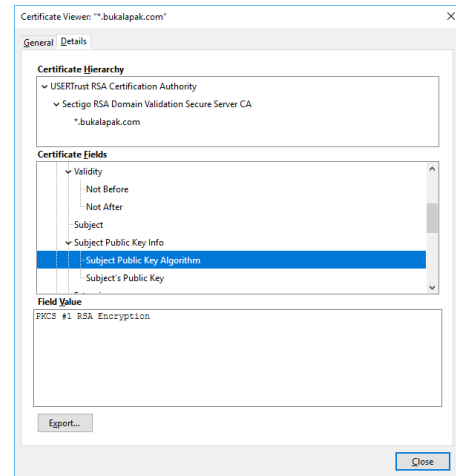 Certificate Viewer: "*.bukalapak.com"
General Details
Certificate Hierarchy
USERTrust RSA Certification Authority
Sectigo RSA Domain Validation Secure Server CA
*.bukalapak.com
Certificate Fields
Validity
Not Before
Not After
Subject
Subject Public Key Info
Subject Public Key Algorithm
Subject's Public Key
Field Value
PKCS #1 RSA Encryption
Export...
Close